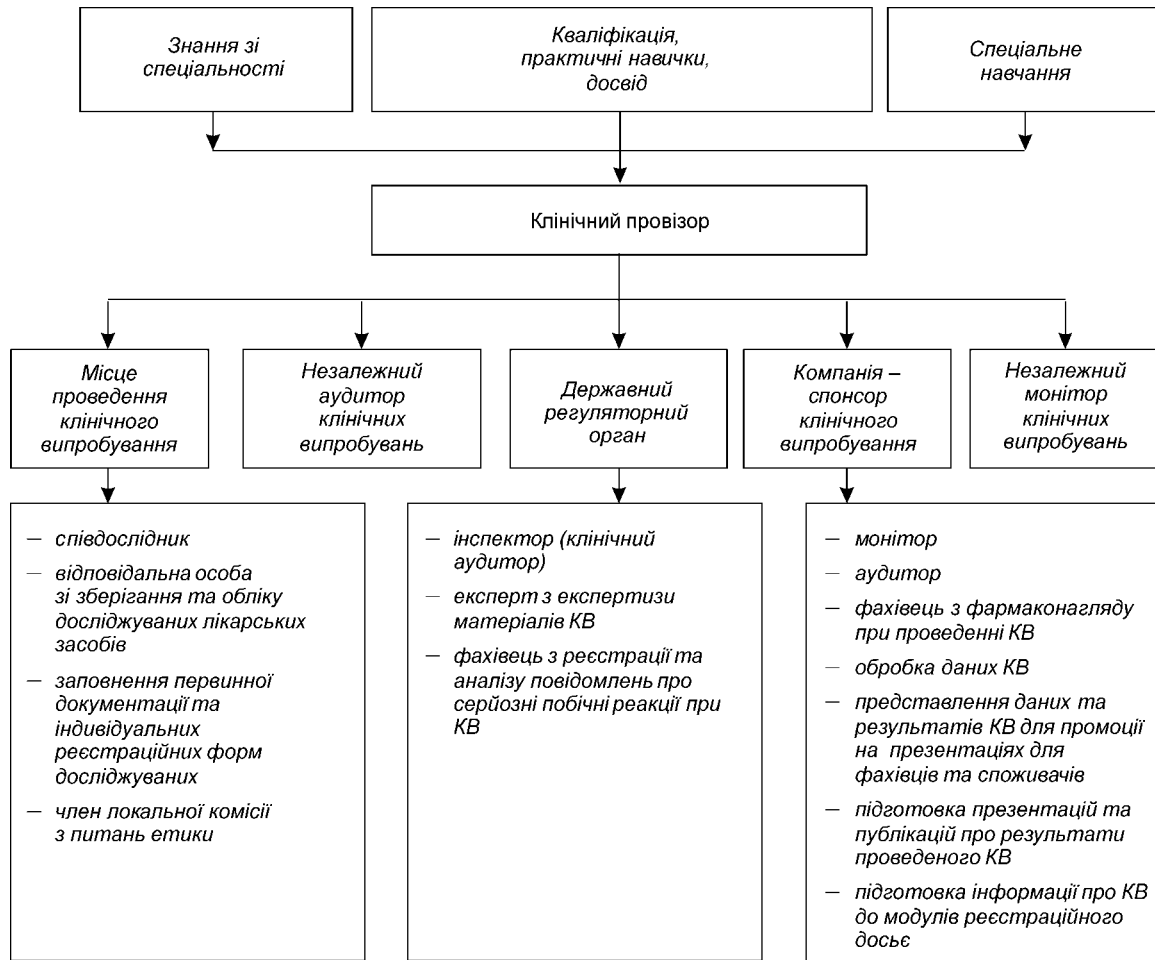 Знання зі
спеціальності
Кваліфікація,
практичні навички,
досвід
Спеціальне
навчання
Клінічний провізор
Місце
проведення
клінічного
випробування
Незалежний
аудитор
клінічних
випробувань
Державний
регуляторний
орган
Компанія –
спонсор
клінічного
випробування
Незалежний
монітор
клінічних
випробувань
– співдослідник
– відповідальна особа
зі зберігання та обліку
досліджуваних лікарських
засобів
– заповнення первинної
документації та
індивідуальних
реєстраційних форм
досліджуваних
– член локальної комісії
з питань етики
– інспектор (клінічний
аудитор)
– експерт з експертизи
матеріалів КВ
– фахівець з реєстрації та
аналізу повідомлень про
серйозні побічні реакції при
КВ
– монітор
– аудитор
– фахівець з фармаконагляду
при проведенні КВ
– обробка даних КВ
– представлення даних та
результатів КВ для промоції
на презентаціях для
фахівців та споживачів
– підготовка презентацій та
публікацій про результати
проведеного КВ
– підготовка інформації про КВ
до модулів реєстраційного
досьє